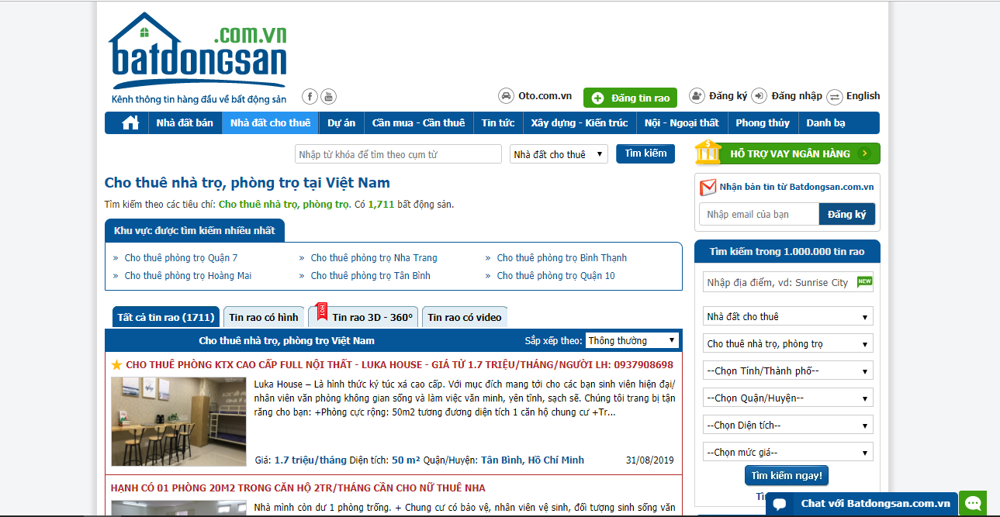 .com.vn
batdongsan
Kênh thông tin hàng đầu về bất động sản
Oto.com.vn
Đăng tin rao
Đăng ký
Đăng nhập
English
Nhà đất bán
Nhà đất cho thuê
Dự án
Cần mua - Cần thuê
Tin tức
Xây dựng - Kiến trúc
Nội - Ngoại thất
Phong thủy
Danh bạ
Nhập từ khóa để tìm theo cụm từ
Nhà đất cho thuê
Tìm kiếm
HỖ TRỢ VAY NGÂN HÀNG
Cho thuê nhà trọ, phòng trọ tại Việt Nam
Tìm kiếm theo các tiêu chí: Cho thuê nhà trọ, phòng trọ. Có 1,711 bất động sản.
Khu vực được tìm kiếm nhiều nhất
» Cho thuê phòng trọ Quận 7
» Cho thuê phòng trọ Nha Trang
» Cho thuê phòng trọ Bình Thạnh
» Cho thuê phòng trọ Hoàng Mai
» Cho thuê phòng trọ Tân Bình
» Cho thuê phòng trọ Quận 10
Tất cả tin rao (1711)
Tin rao có hình
HOT
Tin rao 3D - 360°
Tin rao có video
Cho thuê nhà trọ, phòng trọ Việt Nam
Sắp xếp theo: Thông thường
CHO THUÊ PHÒNG KTX CAO CẤP FULL NỘI THẤT - LUKA HOUSE - GIÁ TỪ 1.7 TRIỆU/THÁNG/NGƯỜI LH: 0937908698
Luka House – Là hình thức ký túc xá cao cấp. Với mục đích mang tới cho các bạn sinh viên hiện đại/
nhân viên văn phòng không gian sống và làm việc văn minh, yên tĩnh, sạch sẽ. Chúng tôi trang bị tận
răng cho bạn: +Phòng cực rộng: 50m2 tương đương diện tích 1 căn hộ chung cư +Tr...
Giá: 1.7 triệu/tháng Diện tích: 50 m² Quận/Huyện: Tân Bình, Hồ Chí Minh
31/08/2019
HẠNH CÓ 01 PHÒNG 20M2 TRONG CĂN HỘ 2TR/THÁNG CẦN CHO NỮ THUÊ NHA
Nhà mình còn dư 1 phòng trống. + Chung cư có bảo vệ, nhân viên vệ sinh, đối tượng sinh sống văn
Nhận bản tin từ Batdongsan.com.vn
Nhập email của bạn
Đăng ký
Tìm kiếm trong 1.000.000 tin rao
Nhập địa điểm, vd: Sunrise City
NEW
Nhà đất cho thuê
Cho thuê nhà trọ, phòng trọ
--Chọn Tỉnh/Thành phố--
--Chọn Quận/Huyện--
--Chọn Diện tích--
--Chọn mức giá--
Tìm kiếm ngay!
Chat với Batdongsan.com.vn